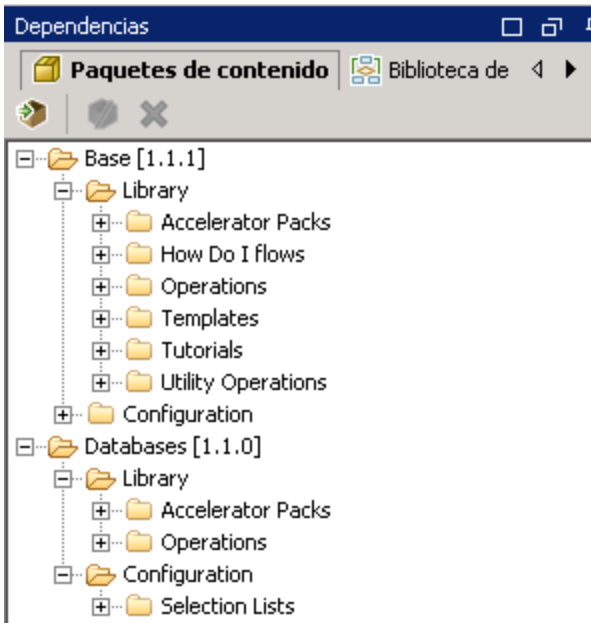 Dependencias
Paquetes de contenido Biblioteca de
Base [1.1.1]
Library
Accelerator Packs
How Do I flows
Operations
Templates
Tutorials
Utility Operations
Configuration
Databases [1.1.0]
Library
Accelerator Packs
Operations
Configuration
Selection Lists